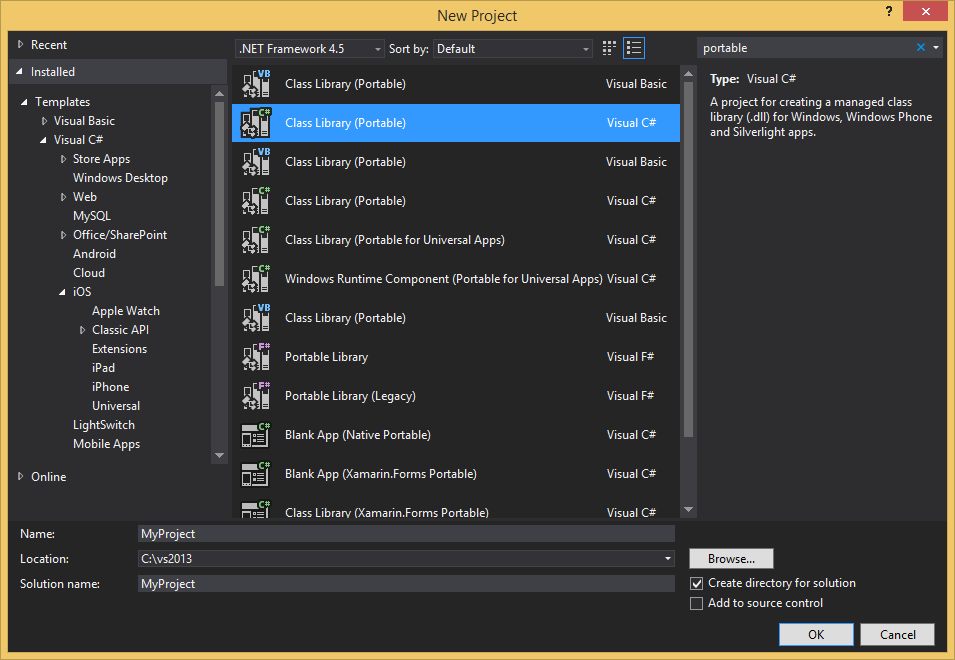 New Project
?
Recent
Installed
Templates
Visual Basic
Visual C#
Store Apps
Windows Desktop
Web
MySQL
Office/SharePoint
Android
Cloud
iOS
Apple Watch
Classic API
Extensions
iPad
iPhone
Universal
LightSwitch
Mobile Apps
Online
.NET Framework 4.5 Sort by: Default
VB Class Library (Portable) Visual Basic
C# Class Library (Portable) Visual C#
VB Class Library (Portable) Visual Basic
C# Class Library (Portable) Visual C#
C# Class Library (Portable for Universal Apps) Visual C#
C# Windows Runtime Component (Portable for Universal Apps) Visual C#
VB Class Library (Portable) Visual Basic
F# Portable Library Visual F#
F# Portable Library (Legacy) Visual F#
C# Blank App (Native Portable) Visual C#
C# Blank App (Xamarin.Forms Portable) Visual C#
C# Class Library (Xamarin.Forms Portable) Visual C#
portable
Type: Visual C#
A project for creating a managed class
library (.dll) for Windows, Windows Phone
and Silverlight apps.
Name: MyProject
Location: C:\vs2013
Solution name: MyProject
Browse...
Create directory for solution
Add to source control
OK Cancel